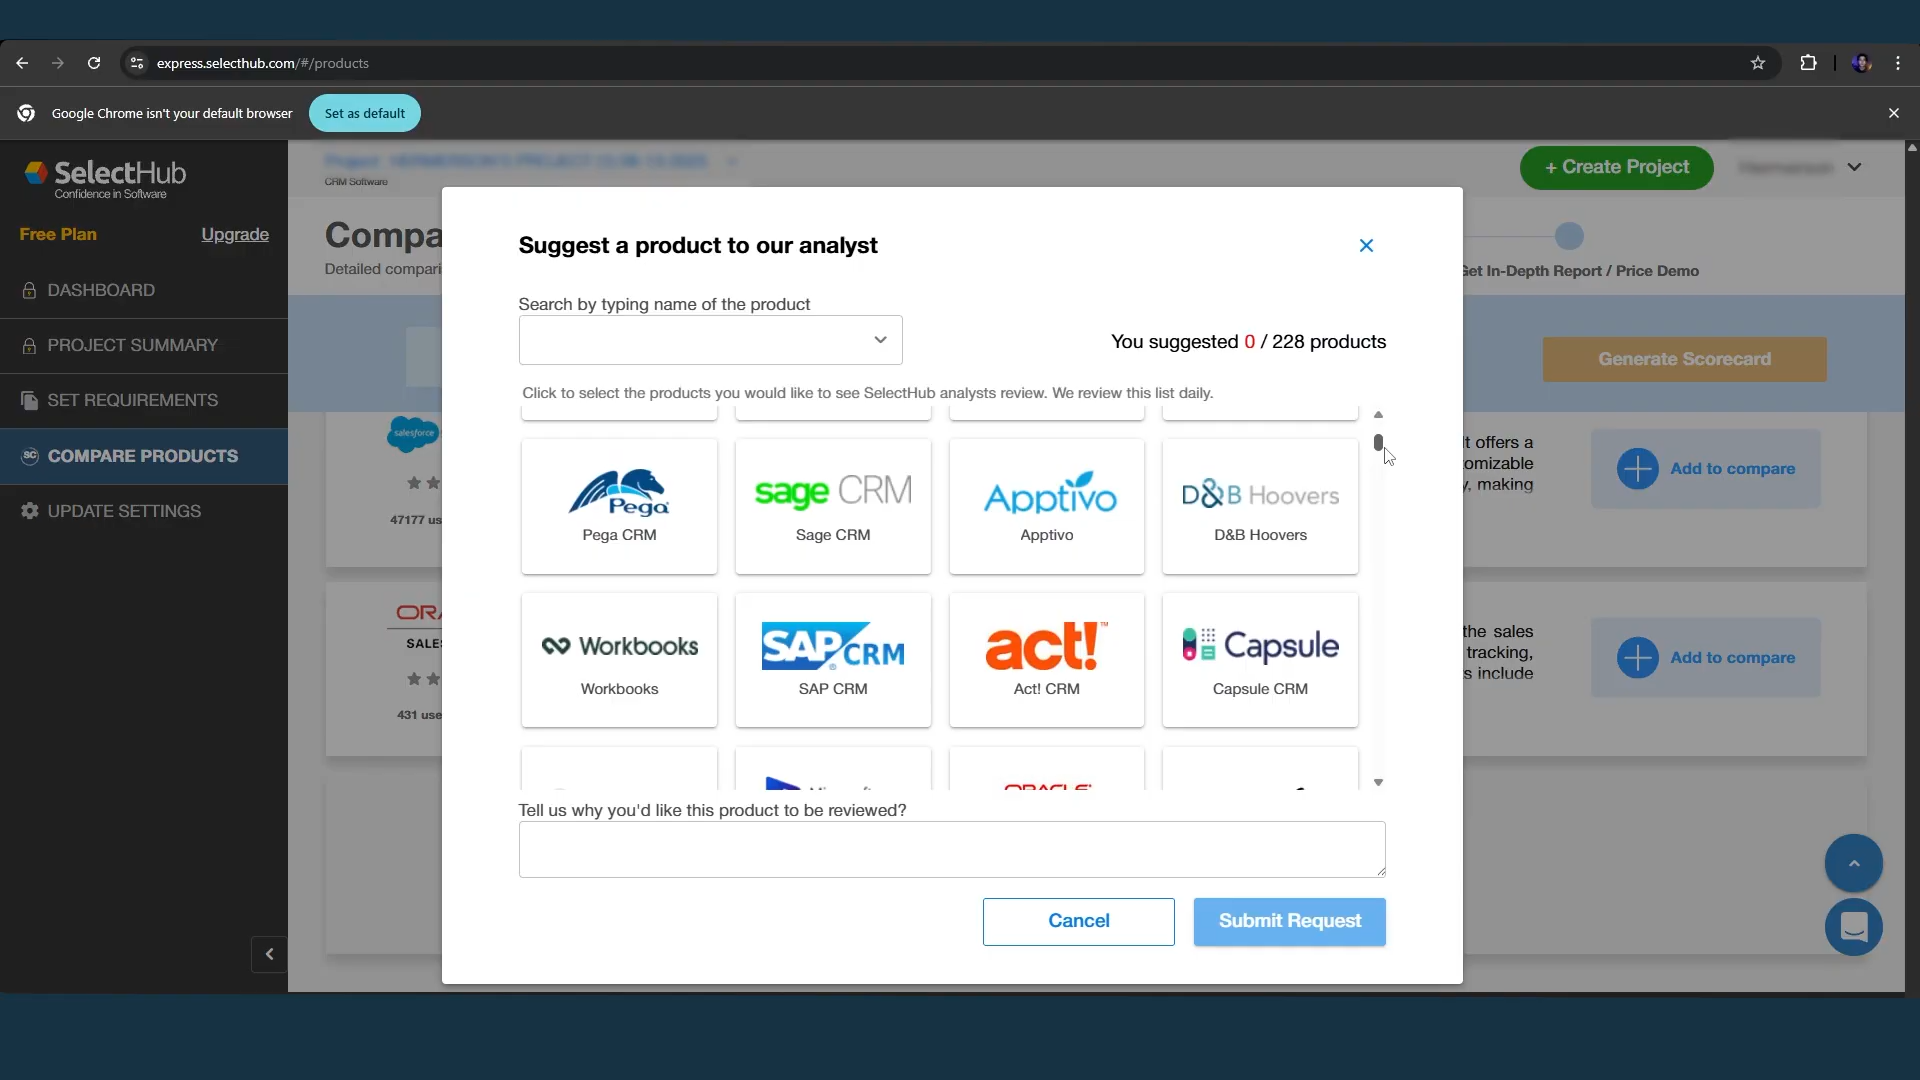 express.selecthub.com/#/products
Google Chrome isn't your default browser
Set as default
SelectHub
Confidence in Software
Free Plan
Upgrade
DASHBOARD
PROJECT SUMMARY
SET REQUIREMENTS
COMPARE PRODUCTS
UPDATE SETTINGS
CRM Software
+ Create Project
Compa
Detailed compari
Get In-Depth Report / Price Demo
Generate Scorecard
salesforce
47177 us
It offers a
omizable
y, making
Add to compare
ORA
SALE
431 use
the sales
tracking,
s include
Add to compare
Suggest a product to our analyst
Search by typing name of the product
You suggested 0 / 228 products
Click to select the products you would like to see SelectHub analysts review. We review this list daily.
Pega
Pega CRM
sage CRM
Sage CRM
Apptivo
Apptivo
D&B Hoovers
D&B Hoovers
Workbooks
Workbooks
SAP CRM
SAP CRM
act!™
Act! CRM
Capsule
Capsule CRM
Microsoft
ORACLE
Tell us why you'd like this product to be reviewed?
Cancel
Submit Request